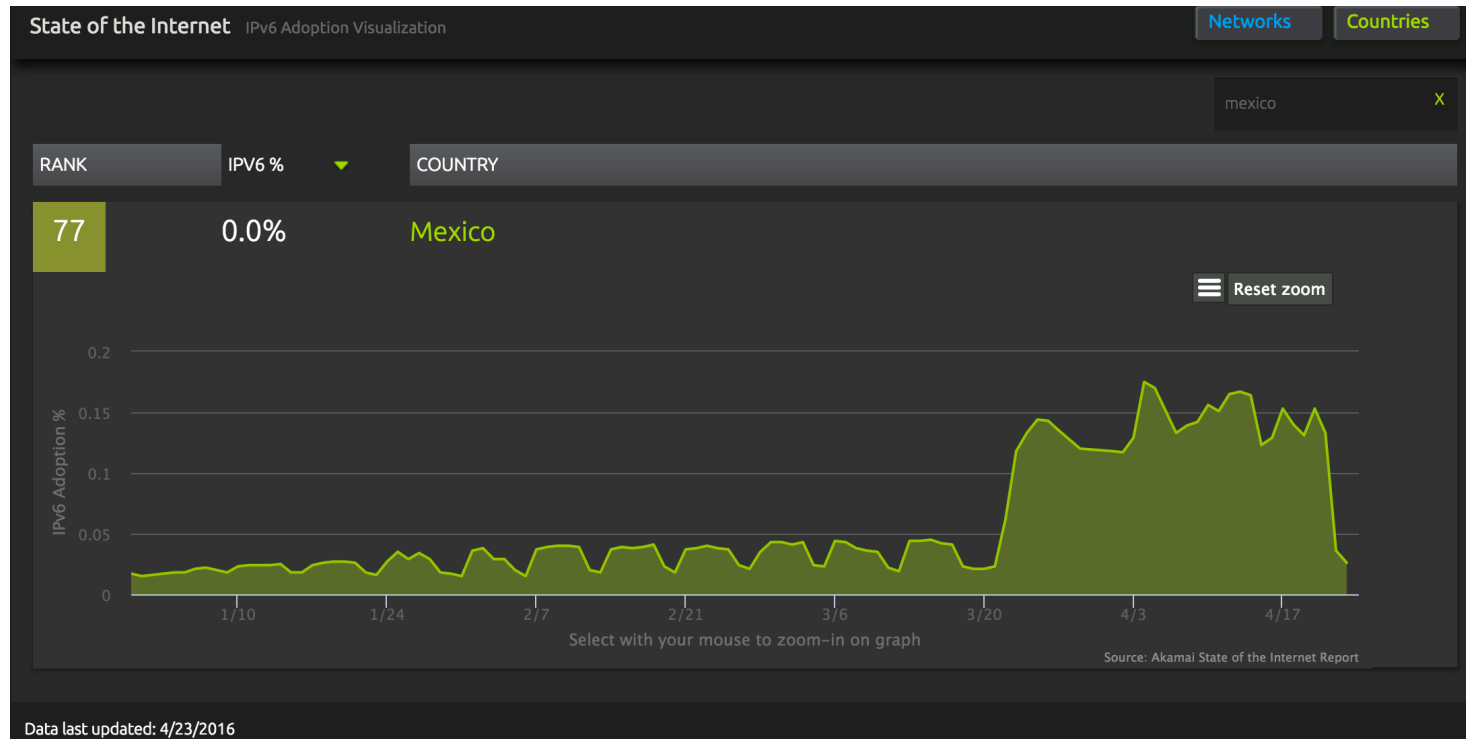 State of the Internet IPv6 Adoption Visualization
Networks
Countries
mexico
X
RANK
IPV6 %
COUNTRY
77
0.0%
Mexico
Reset zoom
IPv6 Adoption %
0.2
0.15
0.1
0.05
0
1/10
1/24
2/7
2/21
3/6
3/20
4/3
4/17
Select with your mouse to zoom-in on graph
Source: Akamai State of the Internet Report
Data last updated: 4/23/2016